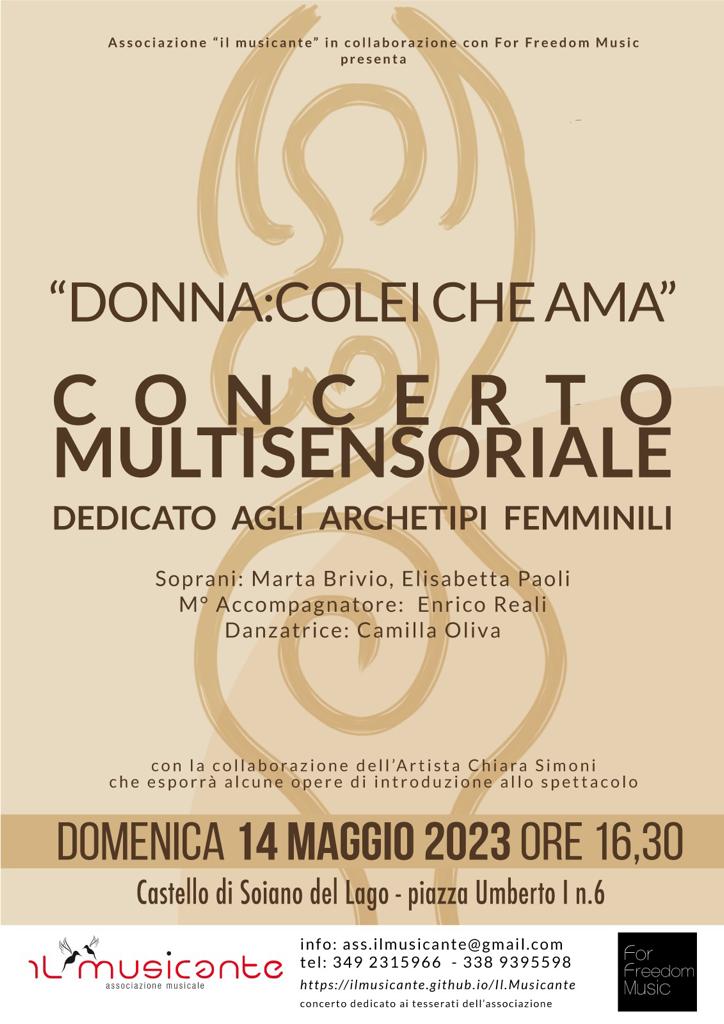 Associazione “il musicante” in collaborazione con For Freedom Music
presenta
“DONNA:COLEI CHE AMA”
CONCERTO
MULTISENSORIALE
DEDICATO AGLI ARCHETIPI FEMMINILI
Soprani: Marta Brivio, Elisabetta Paoli
M° Accompagnatore: Enrico Reali
Danzatrice: Camilla Oliva
con la collaborazione dell’Artista Chiara Simoni
che esporrà alcune opere di introduzione allo spettacolo
DOMENICA 14 MAGGIO 2023 ORE 16,30
Castello di Soiano del Lago - piazza Umberto I n.6
il musicante
associazione musicale
info: ass.ilmusicante@gmail.com
tel: 349 2315966 - 338 9395598
https://ilmusicante.github.io/Il.Musicante
concerto dedicato ai tesserati dell’associazione
For
Freedom
Music